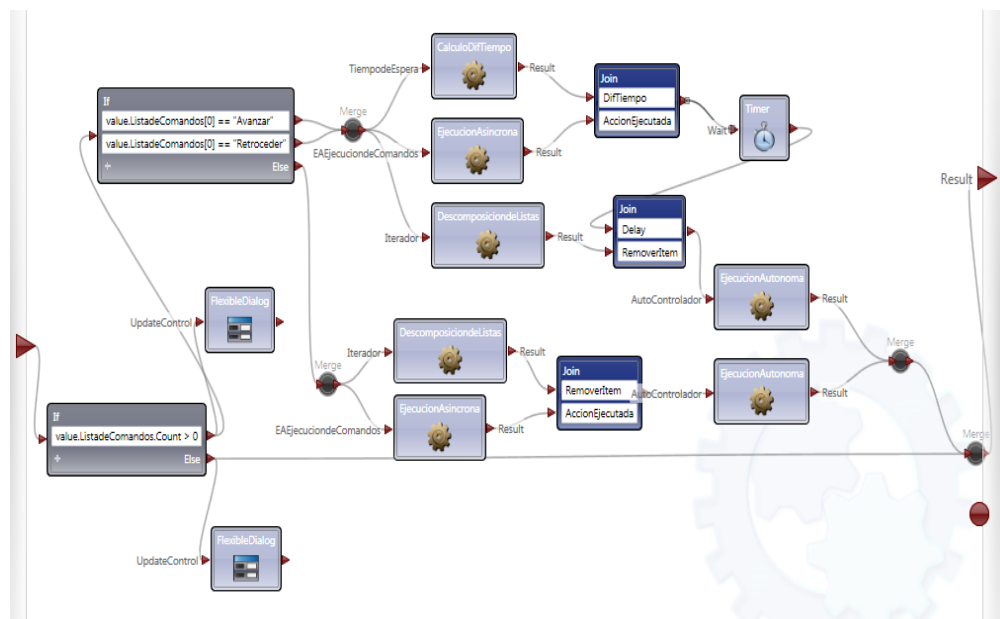 CalculoDifTiempo
TiempodeEspera
Result
Join
DifTiempo
AccionEjecutada
If
value.ListadeComandos[0] == "Avanzar"
value.ListadeComandos[0] == "Retroceder"
+
Else
Merge
Timer
Wait
EjecucionAsincrona
EAEjecuciondeComandos
Result
Result
DescomposiciondeListas
Iterador
Result
Join
Delay
RemoverItem
EjecucionAutonoma
AutoControlador
Result
FlexibleDialog
UpdateControl
DescomposiciondeListas
Iterador
Result
Merge
Merge
Join
RemoverItem
AccionEjecutada
EjecucionAutonoma
AutoControlador
Result
EjecucionAsincrona
EAEjecuciondeComandos
Result
If
value.ListadeComandos.Count > 0
+
Else
Merge
FlexibleDialog
UpdateControl